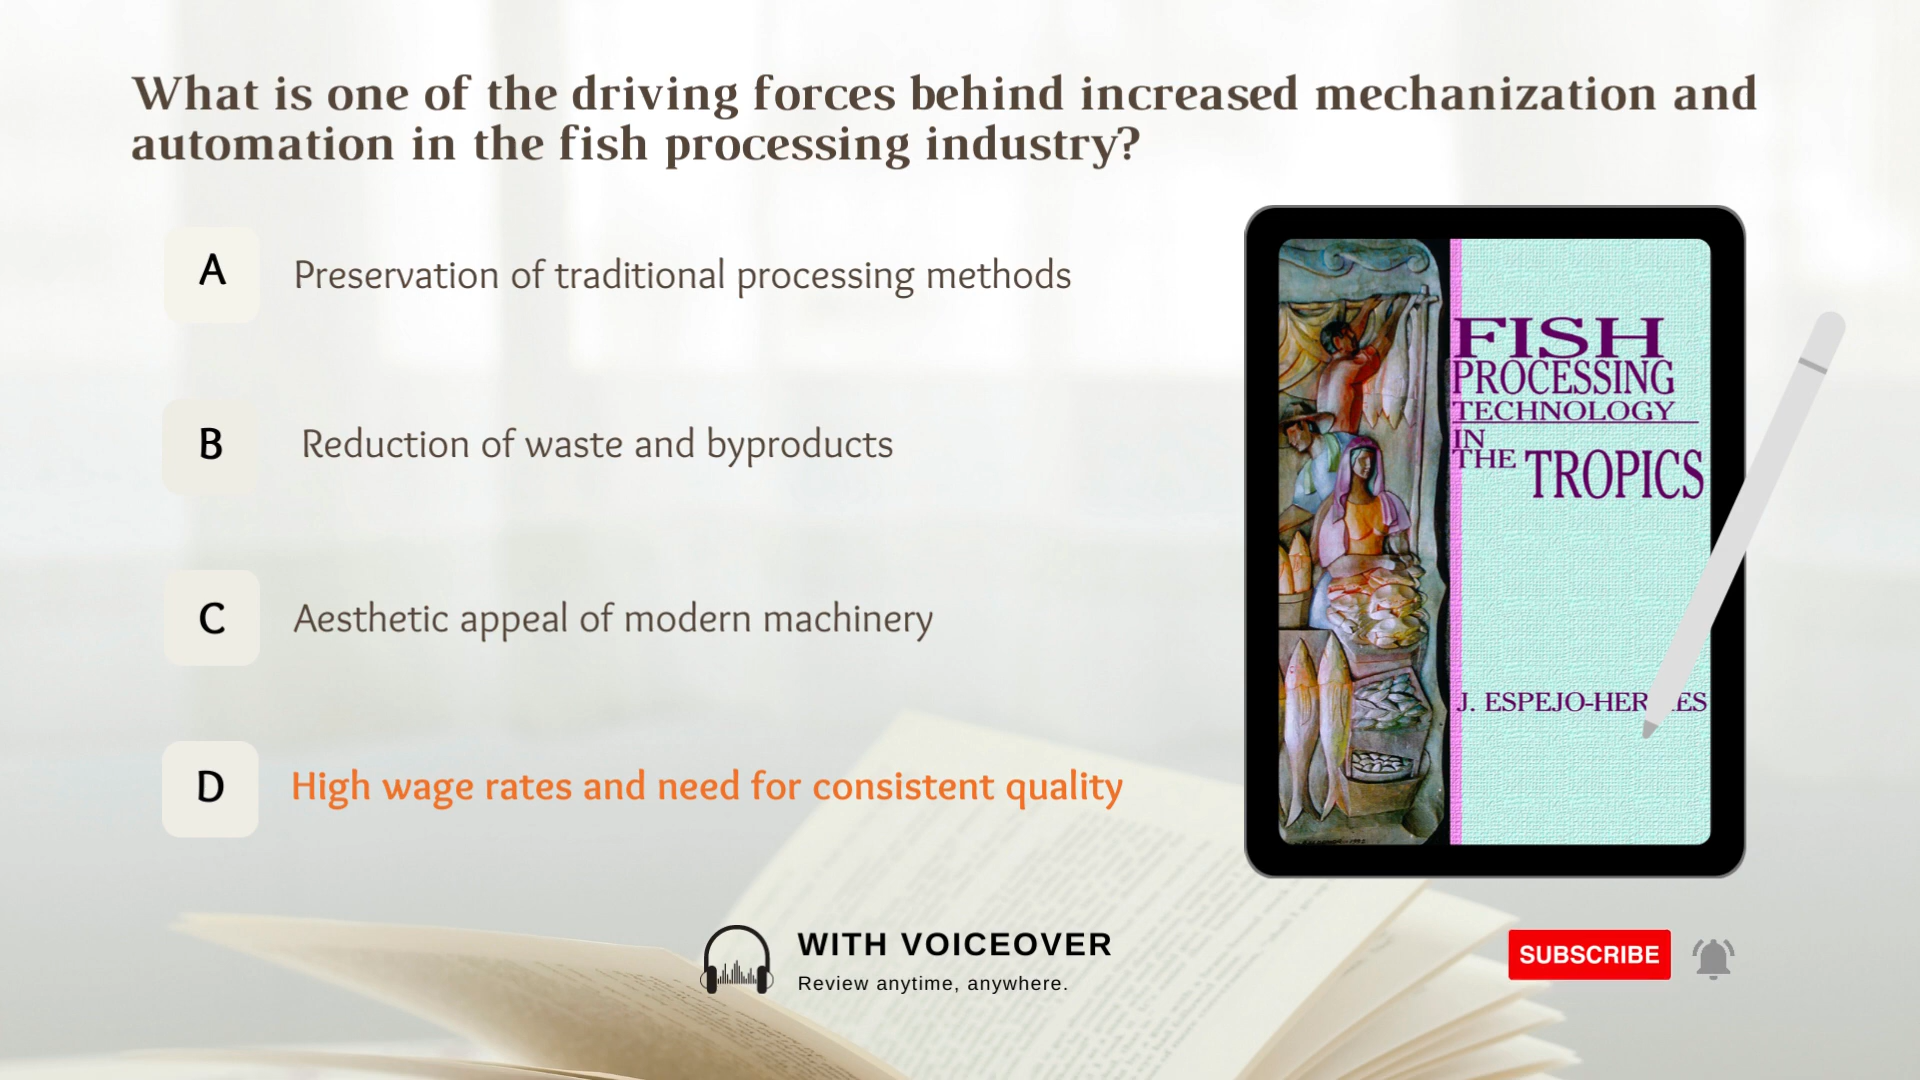 What is one of the driving forces behind increased mechanization and
automation in the fish processing industry?
A
Preservation of traditional processing methods
B
Reduction of waste and byproducts
C
Aesthetic appeal of modern machinery
D
High wage rates and need for consistent quality
FISH
PROCESSING
TECHNOLOGY
IN
THE TROPICS
J. ESPEJO-HER ES
WITH VOICEOVER
Review anytime, anywhere.
SUBSCRIBE